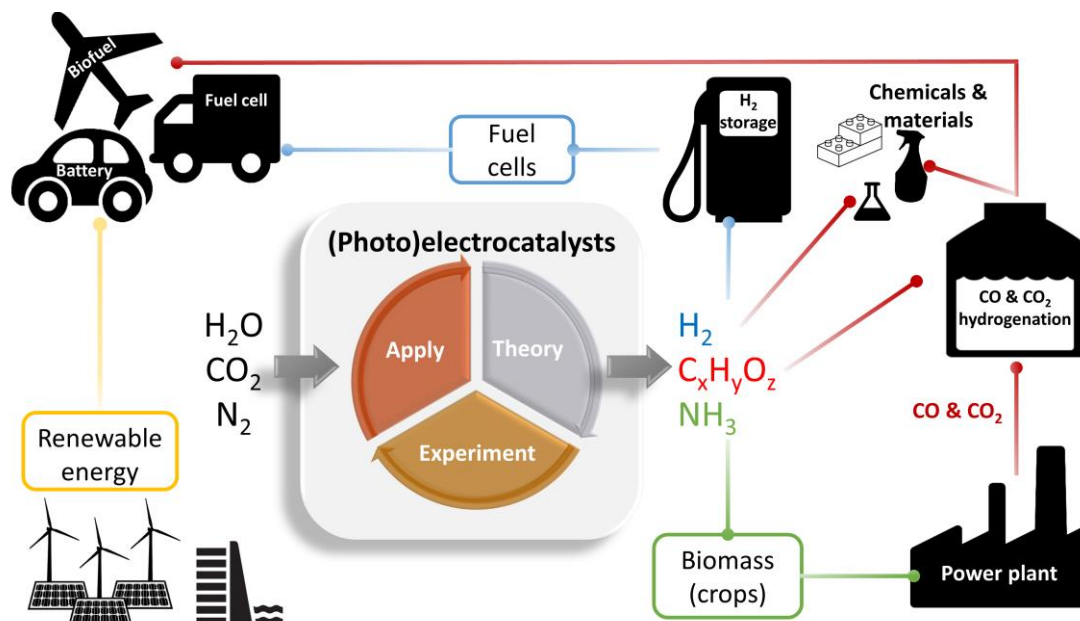 Biofuel
Fuel cell
Battery
Fuel
cells
H₂
storage
Chemicals &
materials
(Photo)electrocatalysts
Apply
Theory
Experiment
H₂O
CO₂
N₂
H₂
CₓHᵧO_z
NH₃
CO & CO₂
hydrogenation
CO & CO₂
Renewable
energy
Biomass
(crops)
Power plant